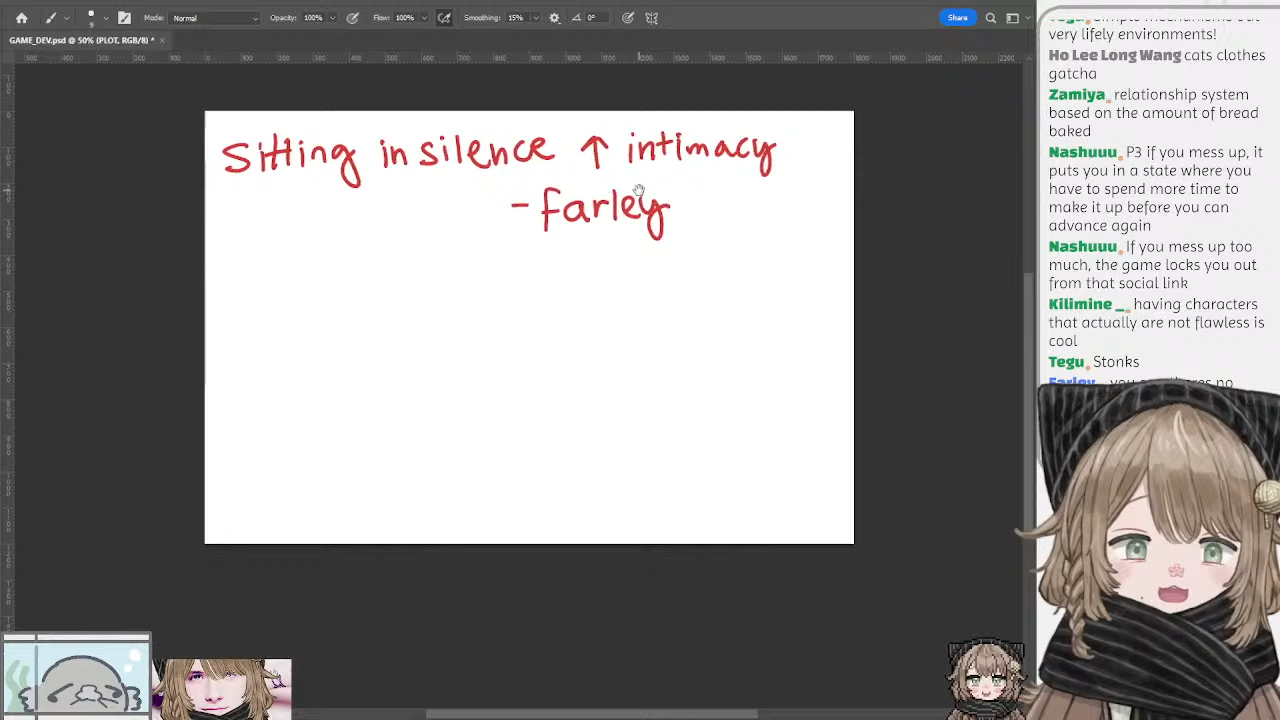 Mode: Normal Opacity: 100% Flow: 100% Smoothing: 15% 0° Share
9
GAME_DEV.psd @ 50% (PLOT, RGB/8) *
Sitting in silence ↑ intimacy
- farley
very lifely environments!
Ho Lee Long Wang cats clothes
gatcha
Zamiya relationship system
based on the amount of bread
baked
Nashuuu P3 if you mess up, it
puts you in a state where you
have to spend more time to
make it up before you can
advance again
Nashuuu If you mess up too
much, the game locks you out
from that social link
Kilimine _ having characters
that actually are not flawless is
cool
Tegu Stonks